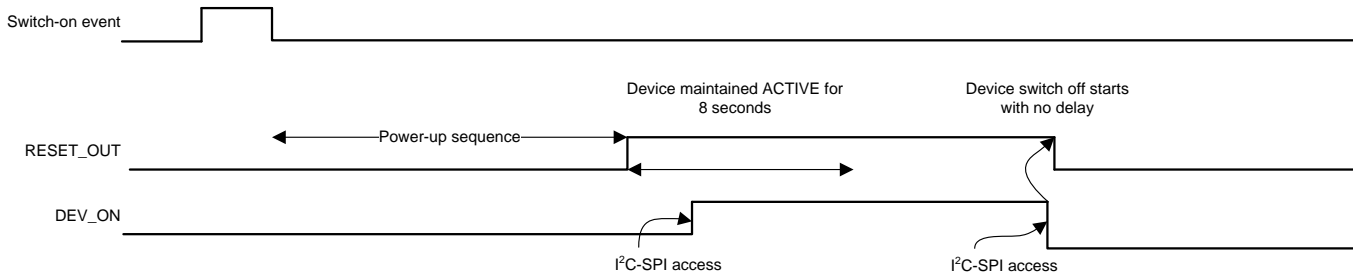 Switch-on event
Device maintained ACTIVE for
8 seconds
Device switch off starts
with no delay
Power-up sequence
RESET_OUT
DEV_ON
I²C-SPI access
I²C-SPI access